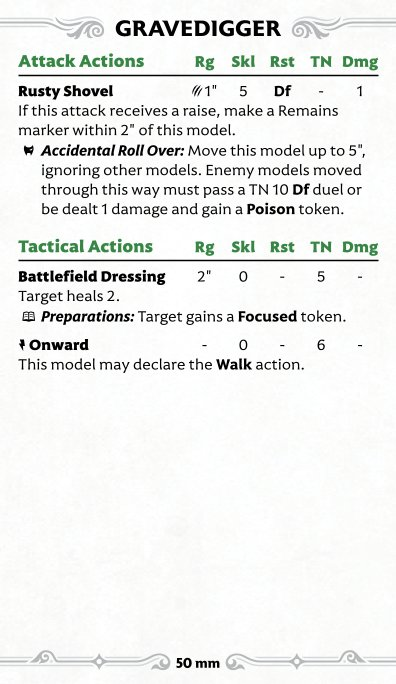 GRAVEDIGGER
Attack Actions Rg Skl Rst TN Dmg
Rusty Shovel 1" 5 Df - 1
If this attack receives a raise, make a Remains
marker within 2" of this model.
Accidental Roll Over: Move this model up to 5",
ignoring other models. Enemy models moved
through this way must pass a TN 10 Df duel or
be dealt 1 damage and gain a Poison token.
Tactical Actions Rg Skl Rst TN Dmg
Battlefield Dressing 2" 0 - 5 -
Target heals 2.
Preparations: Target gains a Focused token.
Onward - 0 - 6 -
This model may declare the Walk action.
50 mm